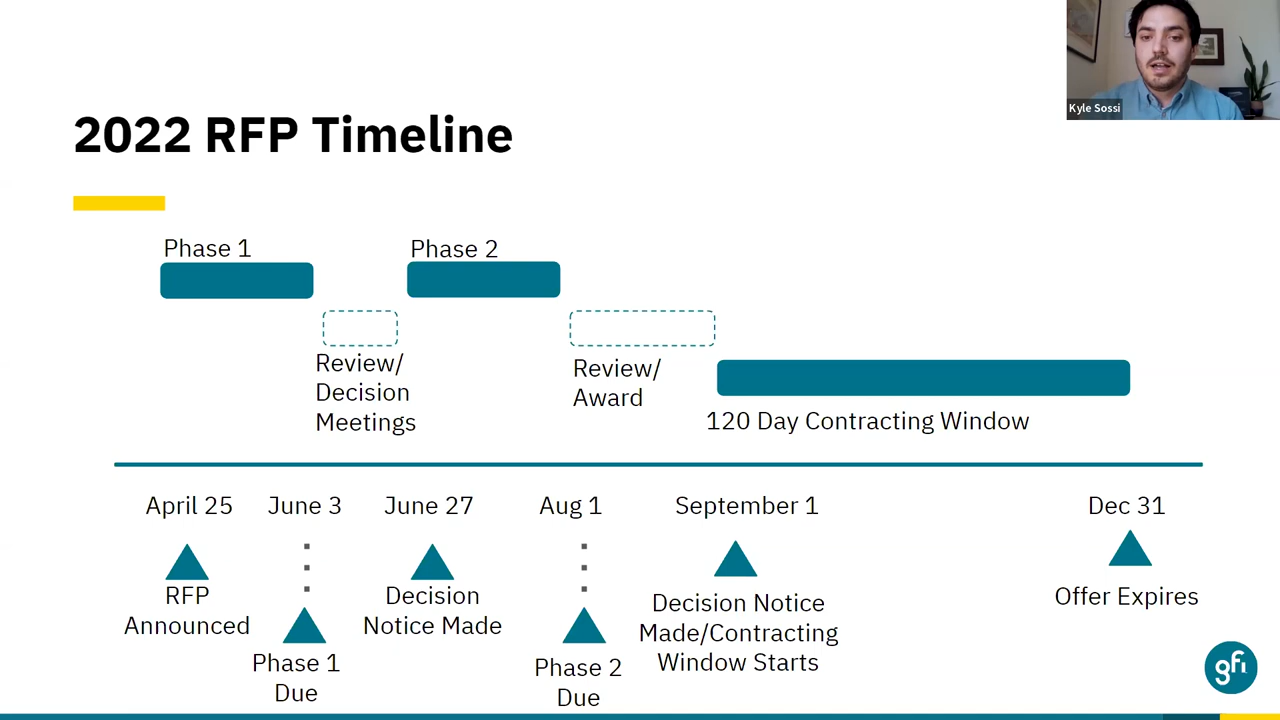 Kyle Sossi
2022 RFP Timeline
Phase 1
Phase 2
Review/
Decision
Meetings
Review/
Award
120 Day Contracting Window
April 25
June 3
June 27
Aug 1
September 1
Dec 31
RFP
Announced
Phase 1
Due
Decision
Notice Made
Phase 2
Due
Decision Notice
Made/Contracting
Window Starts
Offer Expires
gfi